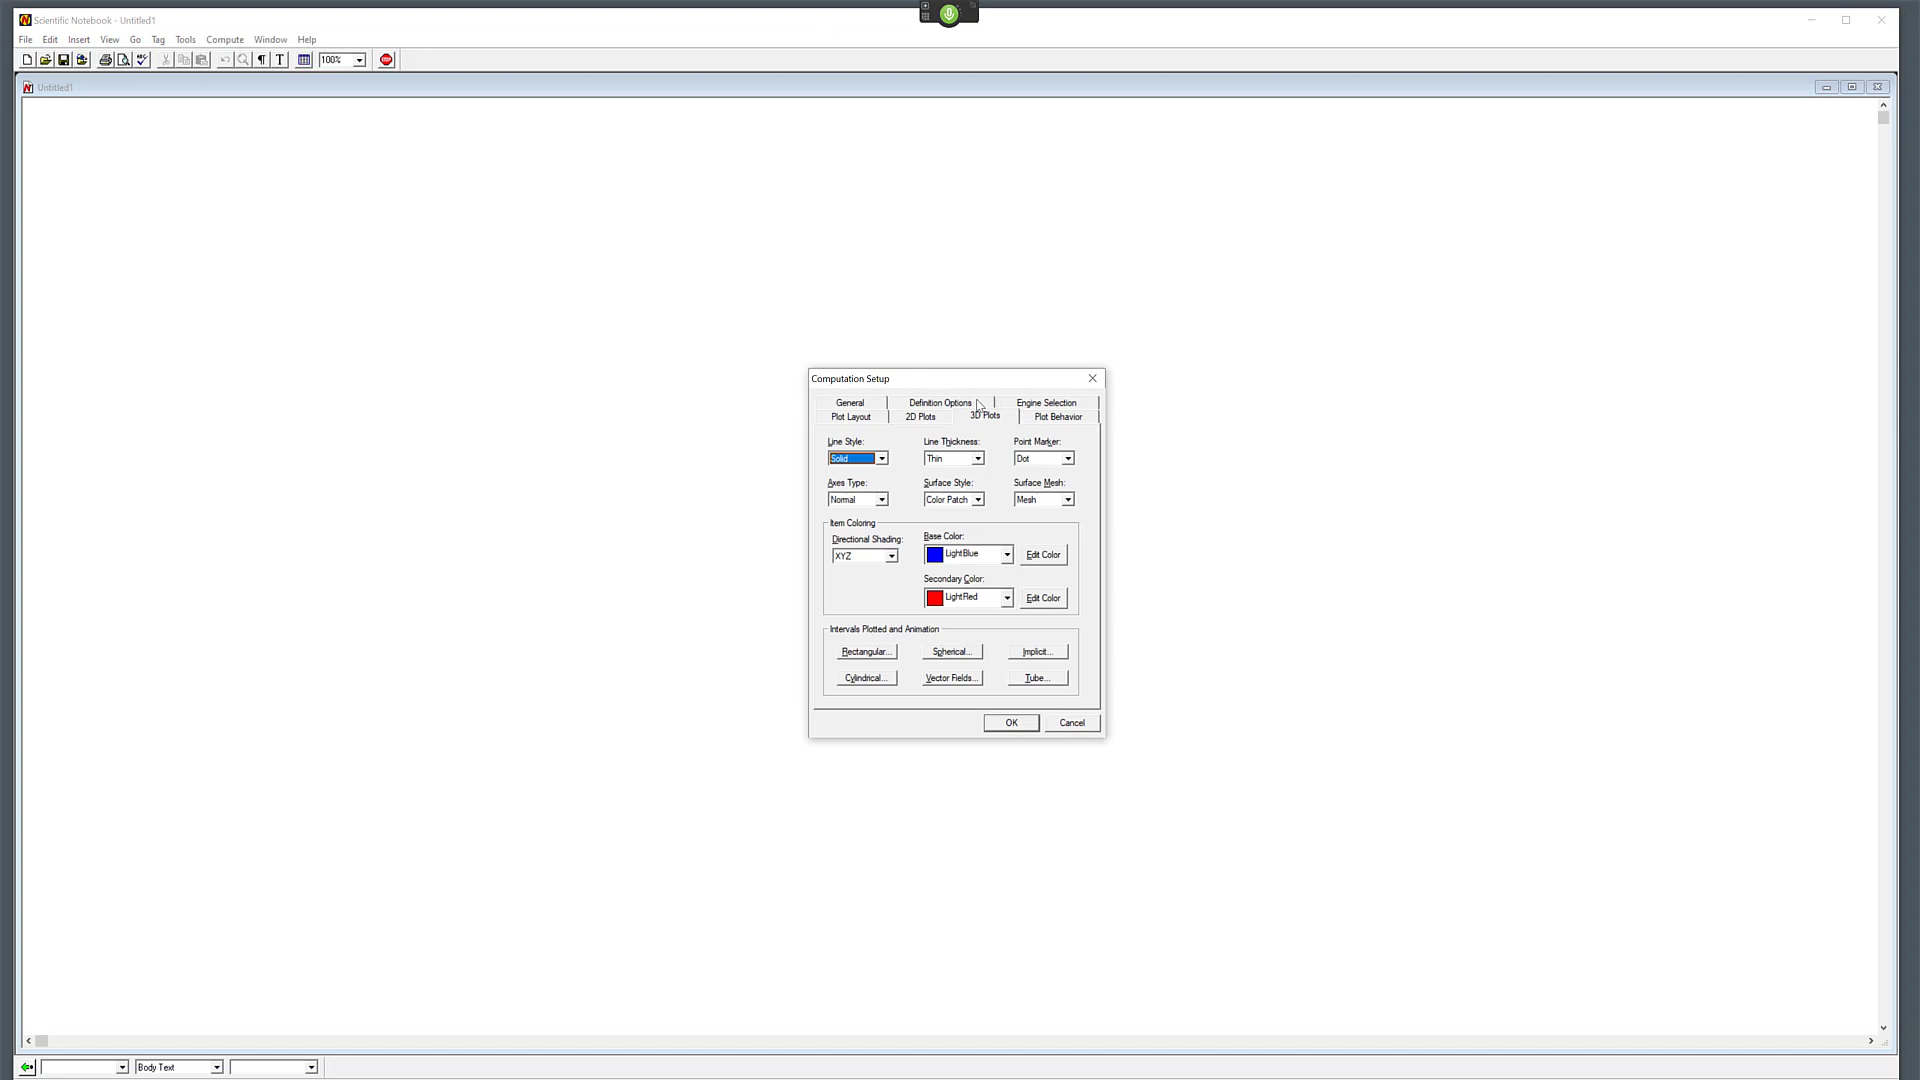 Scientific Notebook - Untitled1
File Edit Insert View Go Tag Tools Compute Window Help
100%
Untitled1
Computation Setup
General Definition Options Engine Selection
Plot Layout 2D Plots 3D Plots Plot Behavior
Line Style: Line Thickness: Point Marker:
Solid Thin Dot
Axes Type: Surface Style: Surface Mesh:
Normal Color Patch Mesh
Item Coloring
Directional Shading: Base Color:
XYZ LightBlue Edit Color
Secondary Color:
LightRed Edit Color
Intervals Plotted and Animation
Rectangular... Spherical... Implicit...
Cylindrical... Vector Fields... Tube...
OK Cancel
Body Text